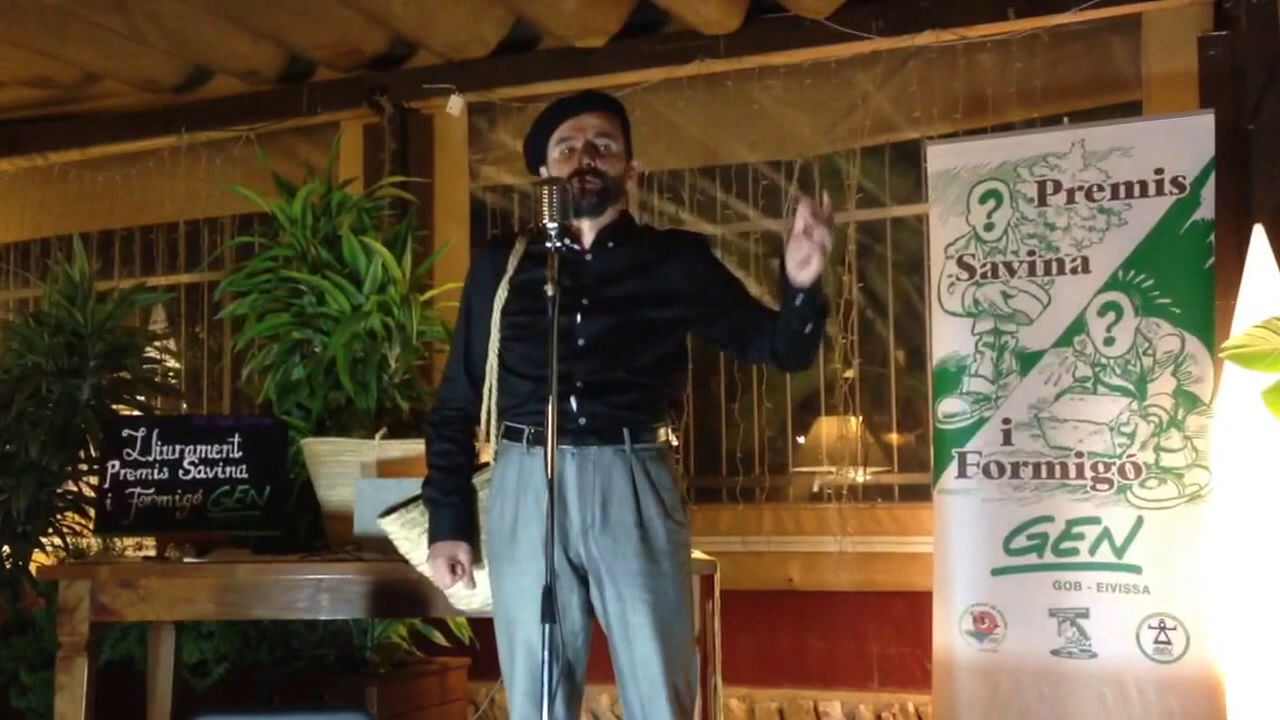 Lliurament
Premis Savina
i Formigó GEN
? Premis
Savina
?
i
Formigó
GEN
GOB - EIVISSA